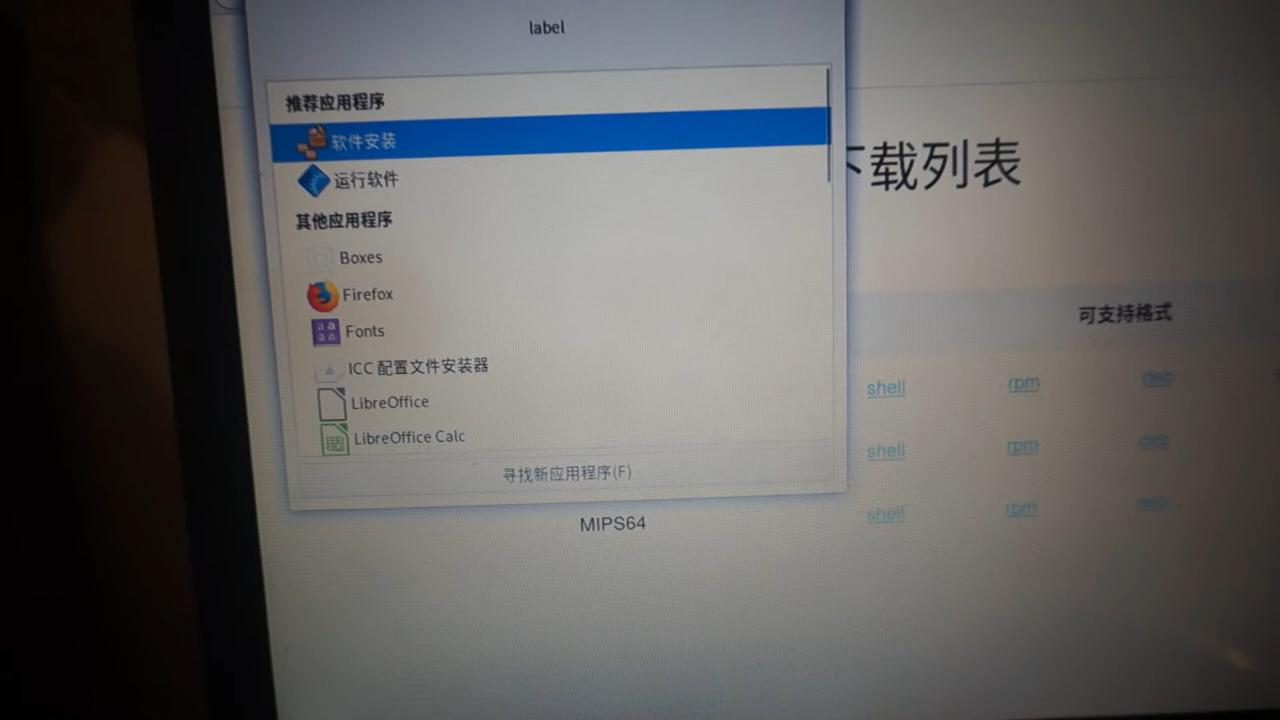 label
推荐应用程序
软件安装
运行软件
其他应用程序
Boxes
Firefox
Fonts
ICC 配置文件安装器
LibreOffice
LibreOffice Calc
寻找新应用程序(F)
下载列表
可支持格式
shell rpm
shell rpm
MIPS64 shell rpm